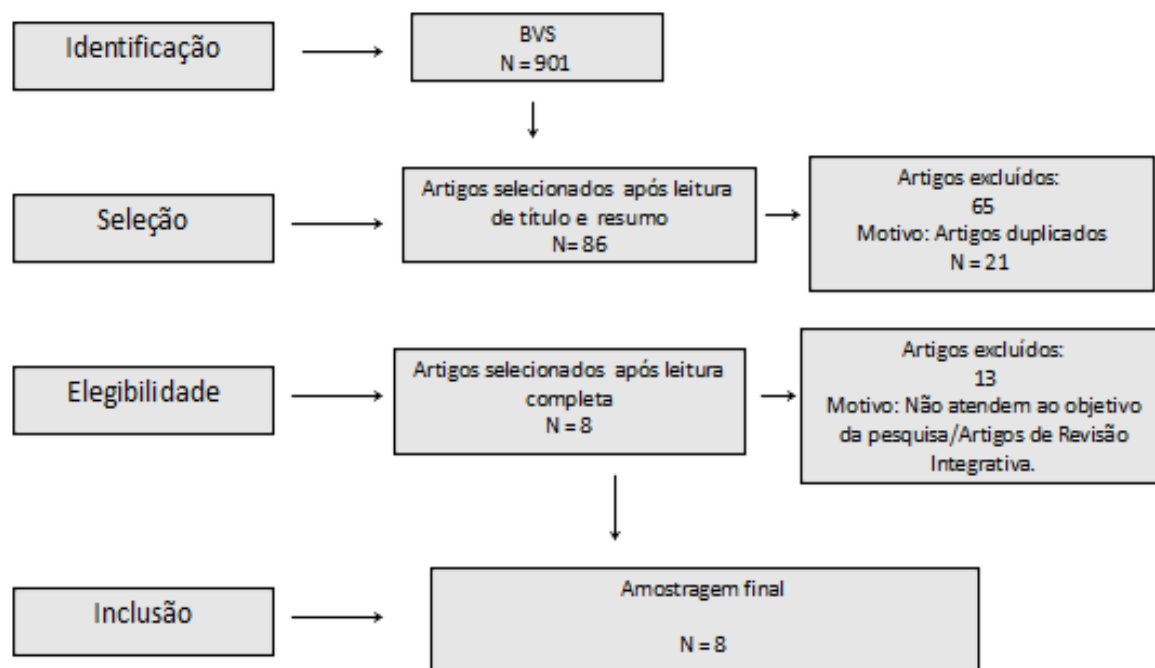 Identificação
BVS
N = 901
Seleção
Artigos selecionados após leitura
de título e resumo
N= 86
Artigos excluídos:
65
Motivo: Artigos duplicados
N = 21
Elegibilidade
Artigos selecionados após leitura
completa
N = 8
Artigos excluídos:
13
Motivo: Não atendem ao objetivo
da pesquisa/Artigos de Revisão
Integrativa.
Inclusão
Amostragem final
N = 8